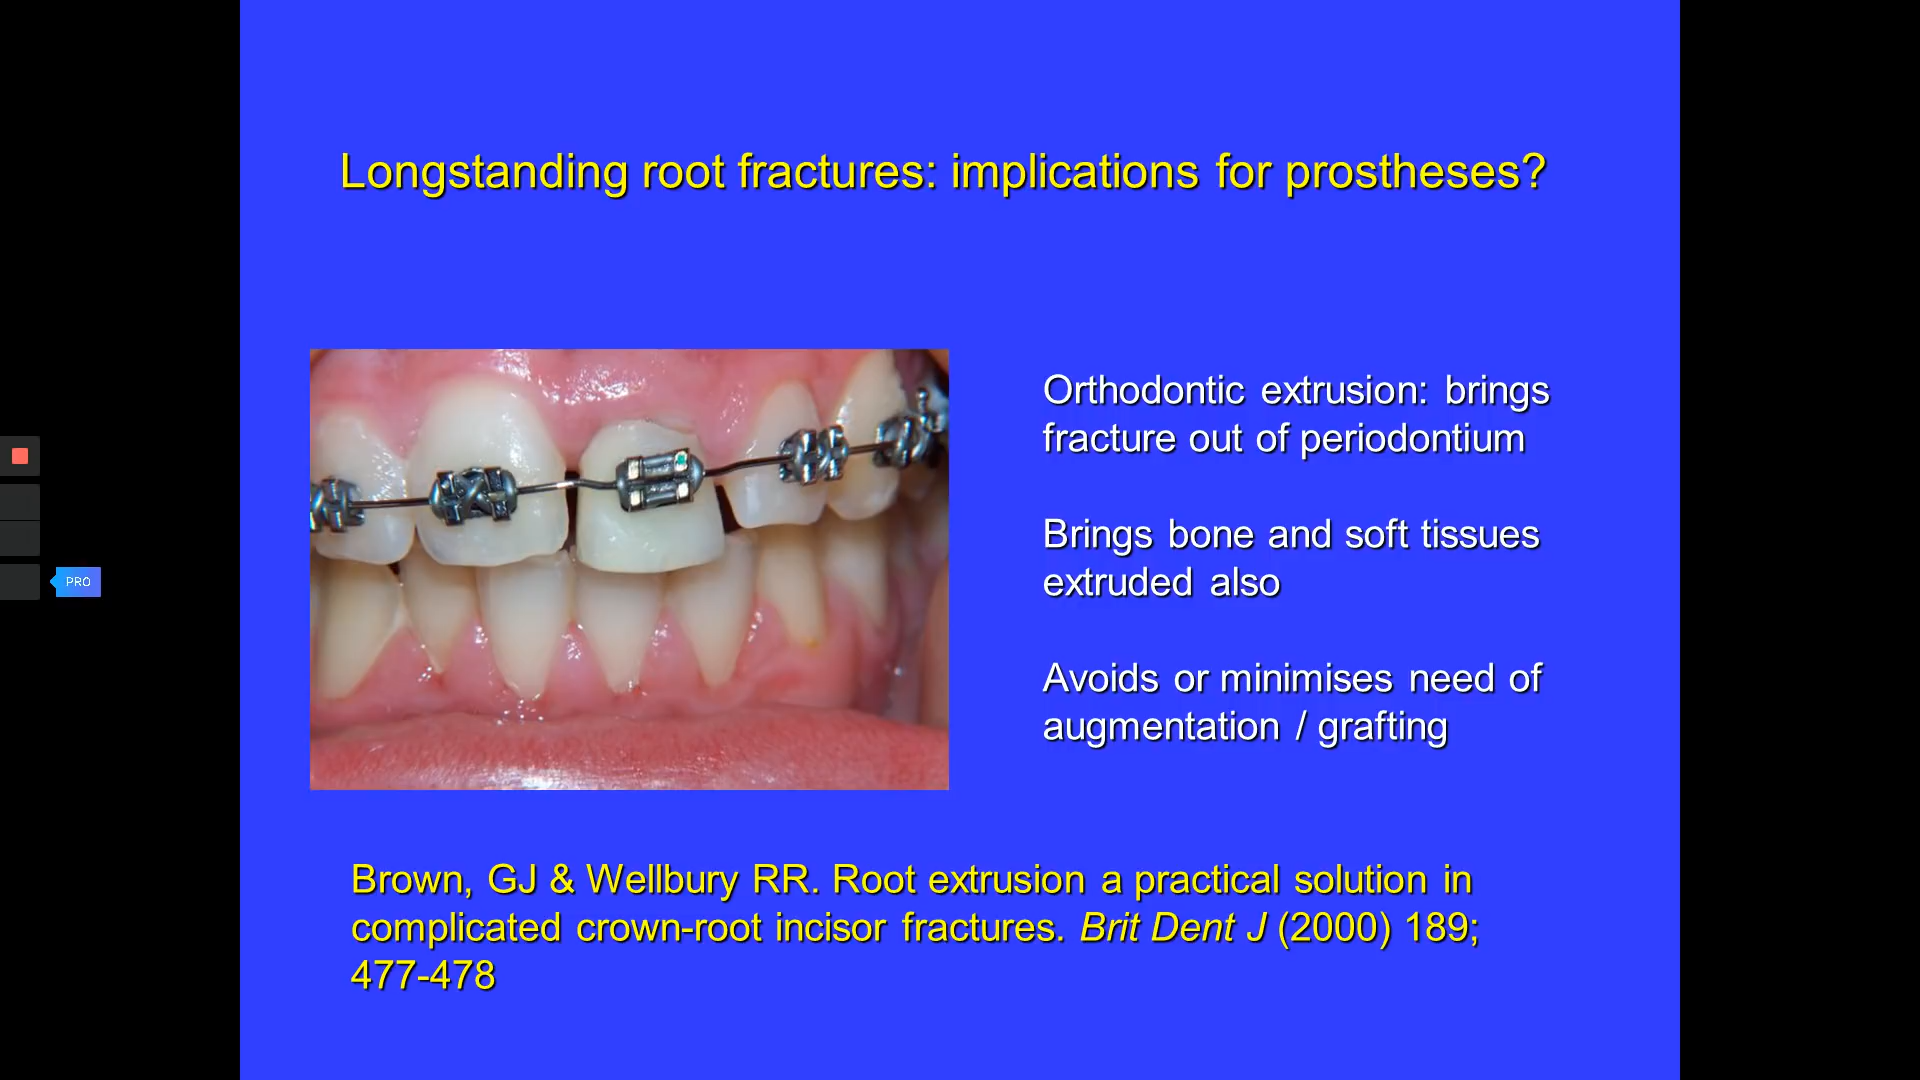 Longstanding root fractures: implications for prostheses?
Orthodontic extrusion: brings
fracture out of periodontium
Brings bone and soft tissues
extruded also
Avoids or minimises need of
augmentation / grafting
PRO
Brown, GJ & Wellbury RR. Root extrusion a practical solution in
complicated crown-root incisor fractures. Brit Dent J (2000) 189;
477-478